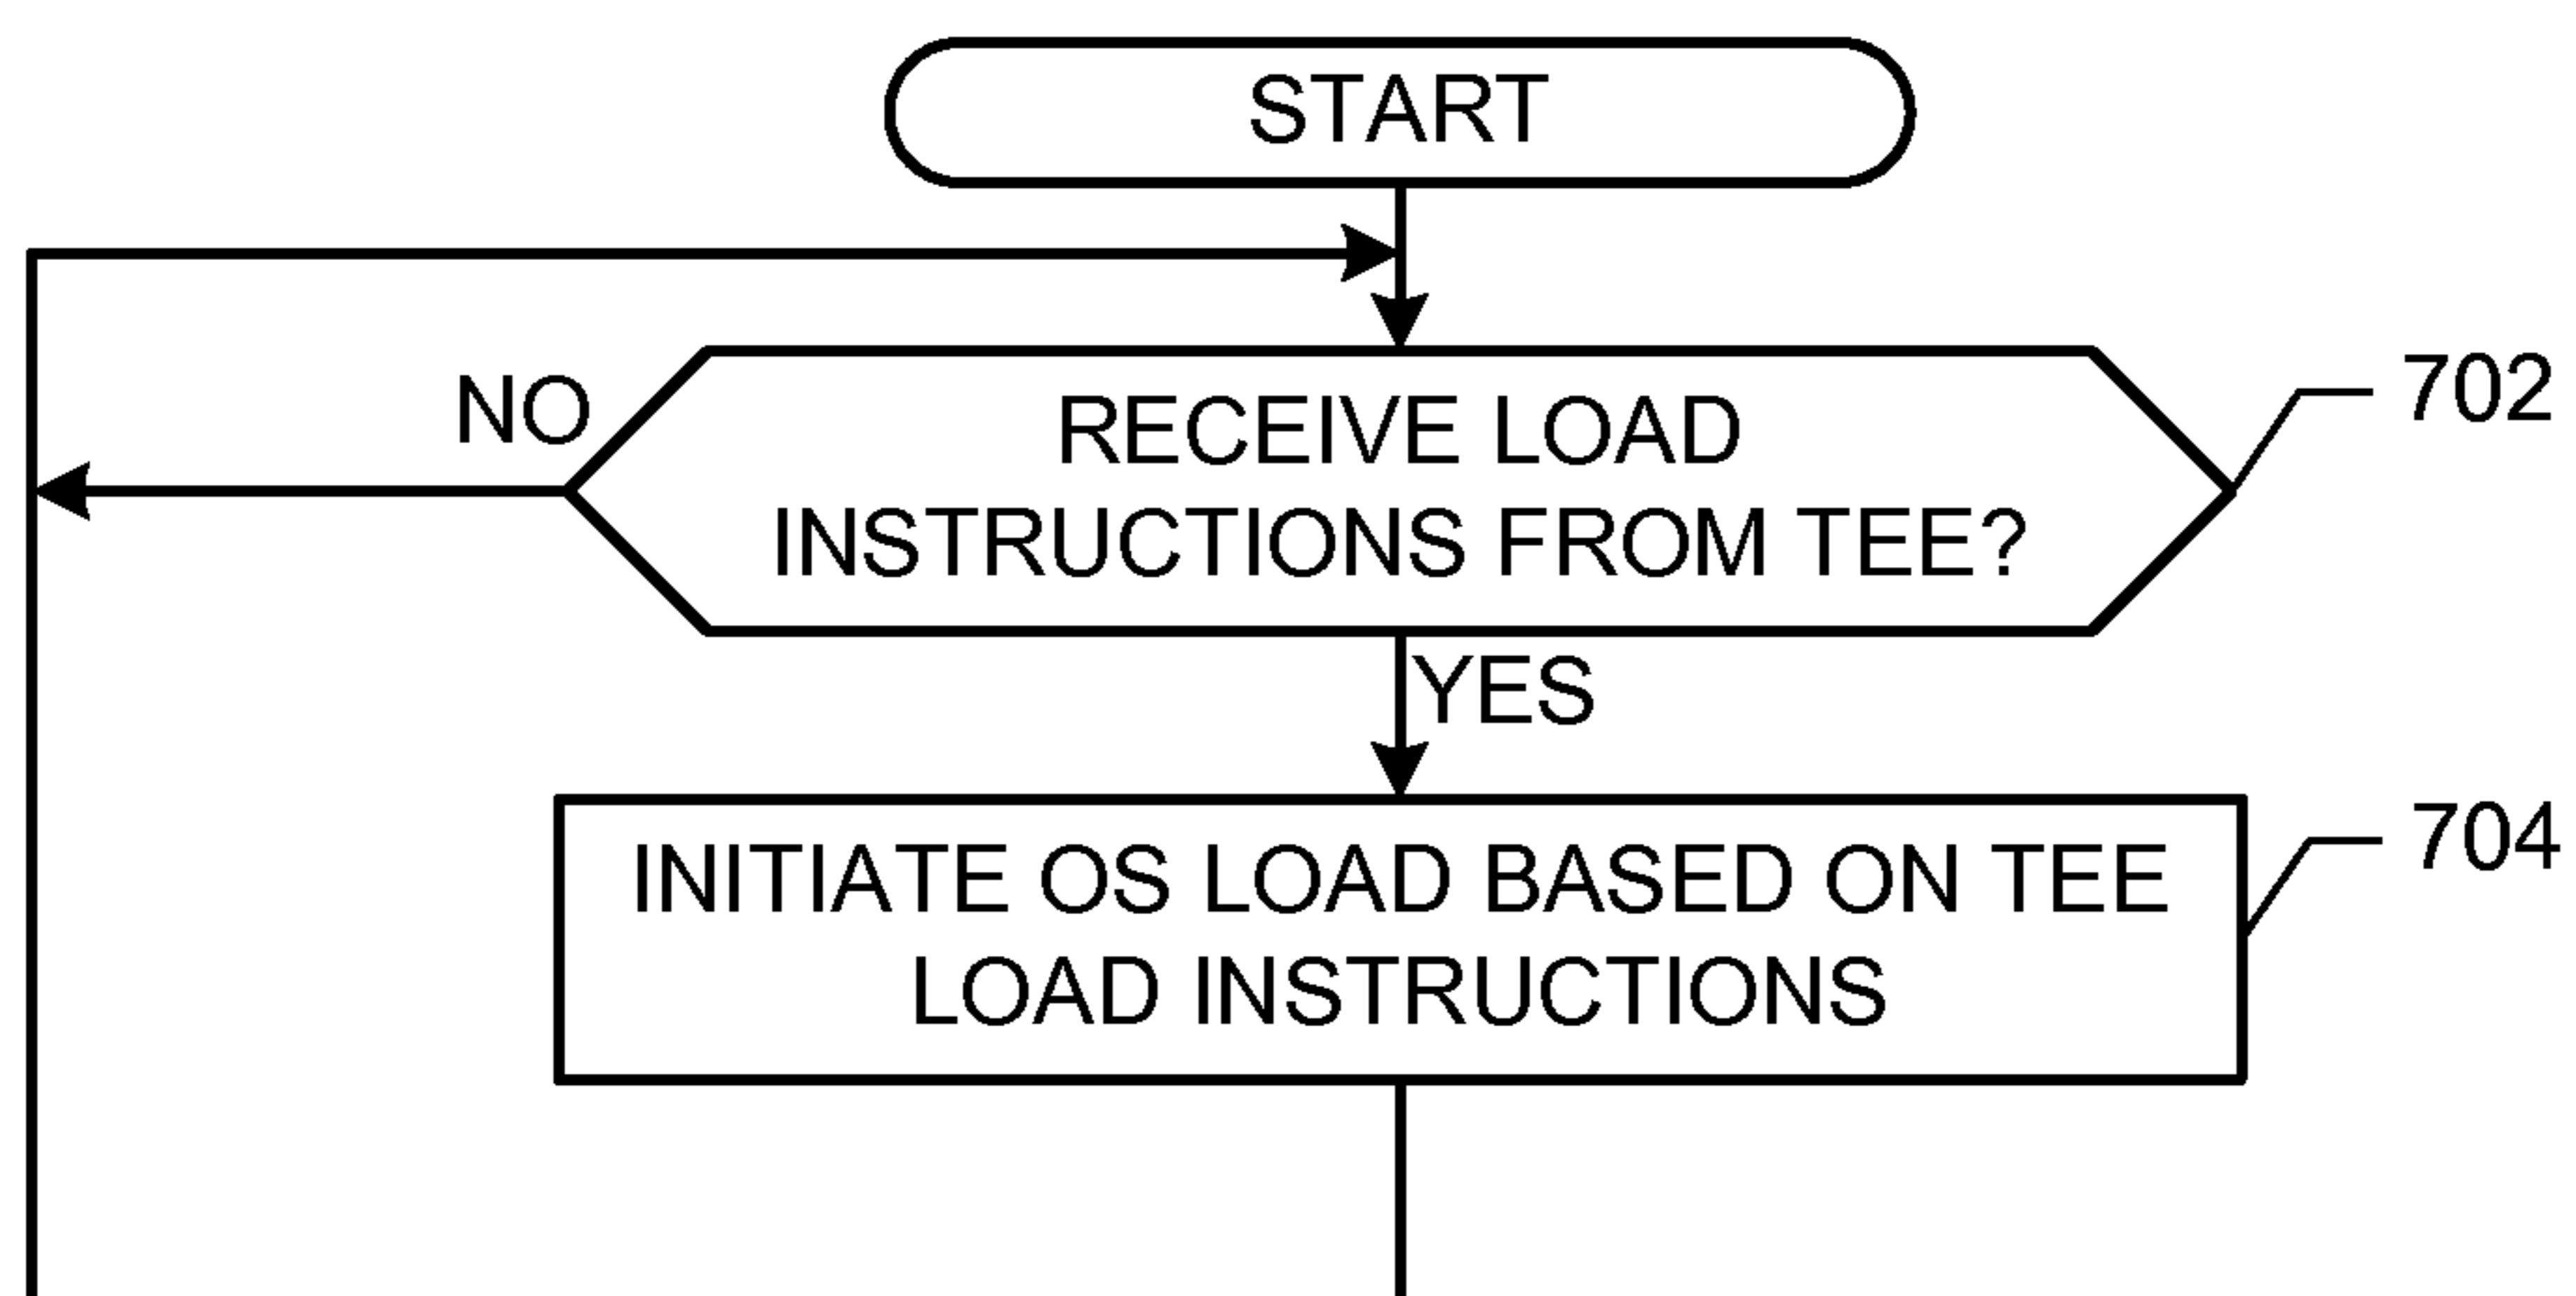 START
NO
RECEIVE LOAD
INSTRUCTIONS FROM TEE?
702
YES
INITIATE OS LOAD BASED ON TEE
LOAD INSTRUCTIONS
704